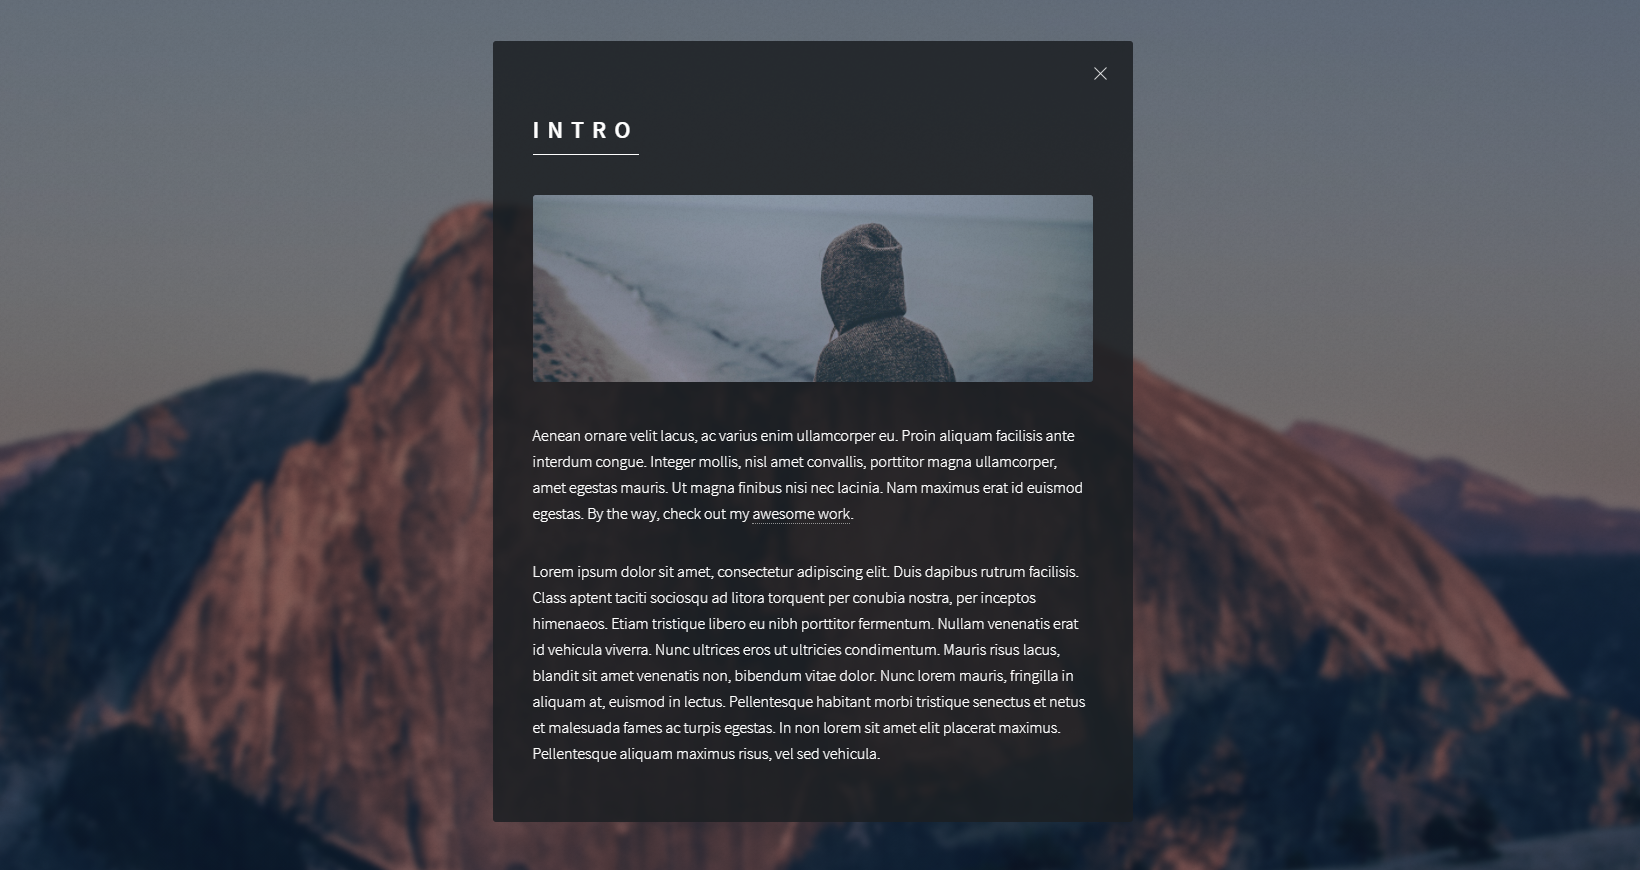 INTRO
Aenean ornare velit lacus, ac varius enim ullamcorper eu. Proin aliquam facilisis ante
interdum congue. Integer mollis, nisl amet convallis, porttitor magna ullamcorper,
amet egestas mauris. Ut magna finibus nisi nec lacinia. Nam maximus erat id euismod
egestas. By the way, check out my awesome work.
Lorem ipsum dolor sit amet, consectetur adipiscing elit. Duis dapibus rutrum facilisis.
Class aptent taciti sociosqu ad litora torquent per conubia nostra, per inceptos
himenaeos. Etiam tristique libero eu nibh porttitor fermentum. Nullam venenatis erat
id vehicula viverra. Nunc ultrices eros ut ultricies condimentum. Mauris risus lacus,
blandit sit amet venenatis non, bibendum vitae dolor. Nunc lorem mauris, fringilla in
aliquam at, euismod in lectus. Pellentesque habitant morbi tristique senectus et netus
et malesuada fames ac turpis egestas. In non lorem sit amet elit placerat maximus.
Pellentesque aliquam maximus risus, vel sed vehicula.